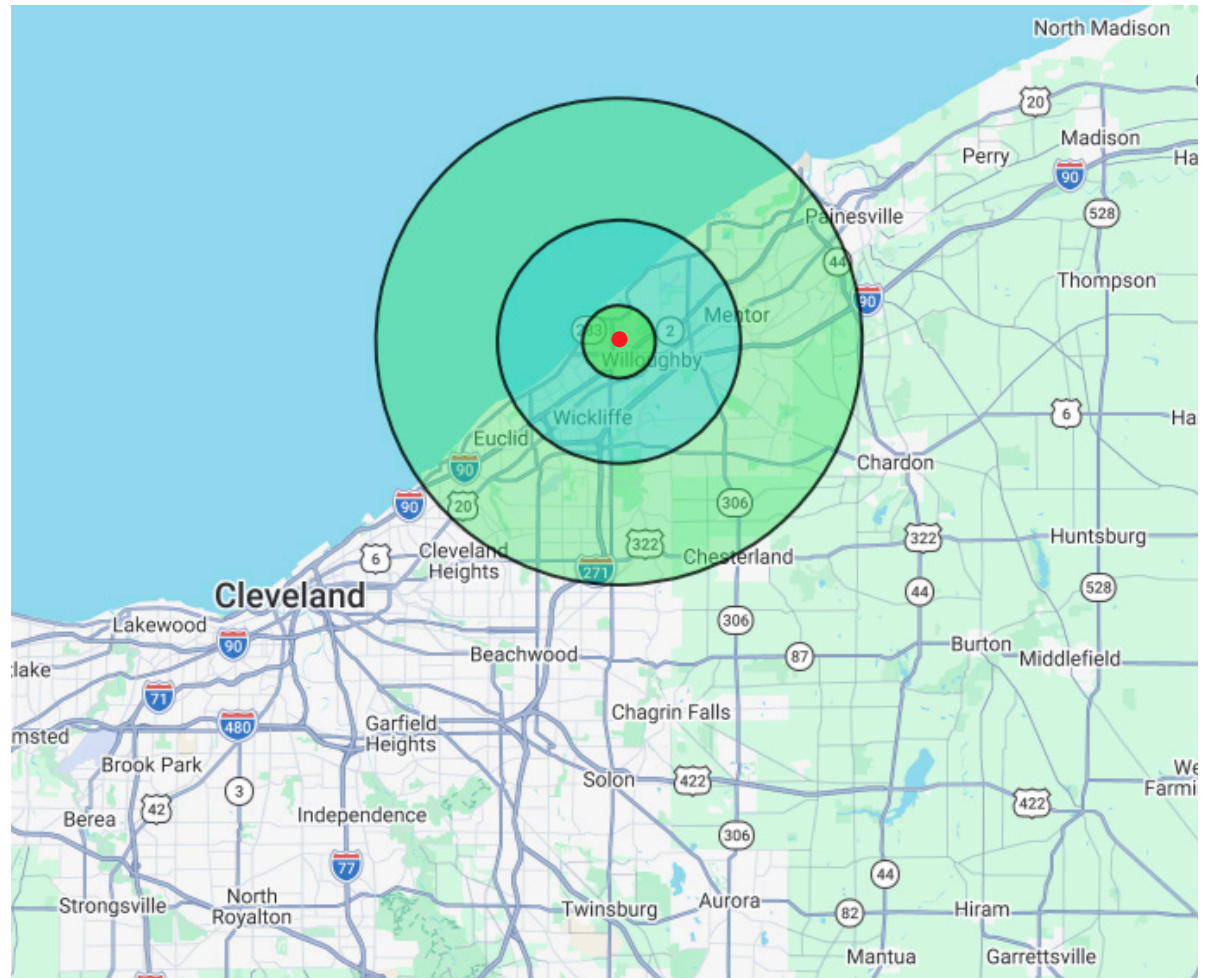 North Madison
20
Madison
Perry
Ha
90
528
Painesville
44
Thompson
90
Mentor
2
Willoughby
6
Ha
Wickliffe
Euclid
90
Chardon
306
20
90
322
Huntsburg
322
6
Cleveland
Heights
Chesterland
271
44
528
Cleveland
306
Lakewood
90
Burton
Beachwood
87
Middlefield
lake
71
Chagrin Falls
480
Garfield
Heights
msted
Brook Park
Solon
422
We
Farmi
3
42
422
Independence
Berea
306
77
44
North
Royalton
Strongsville
Twinsburg
Aurora
82
Hiram
Mantua
Garrettsville